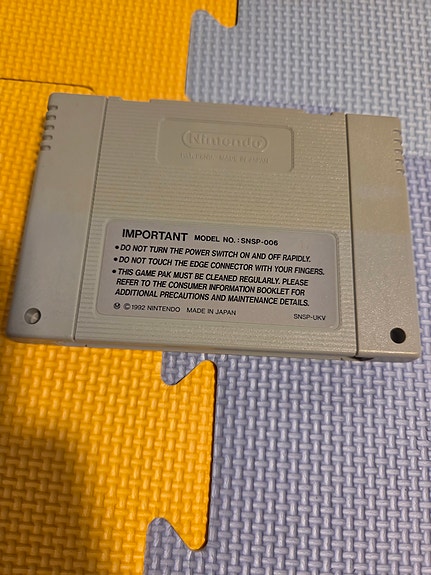 Nintendo
IMPORTANT MODEL NO. : SNSP-006
● DO NOT TURN THE POWER SWITCH ON AND OFF RAPIDLY.
● DO NOT TOUCH THE EDGE CONNECTOR WITH YOUR FINGERS.
● THIS GAME PAK MUST BE CLEANED REGULARLY. PLEASE
REFER TO THE CONSUMER INFORMATION BOOKLET FOR
ADDITIONAL PRECAUTIONS AND MAINTENANCE DETAILS.
Ⓜ © 1992 NINTENDO MADE IN JAPAN SNSP-UKV